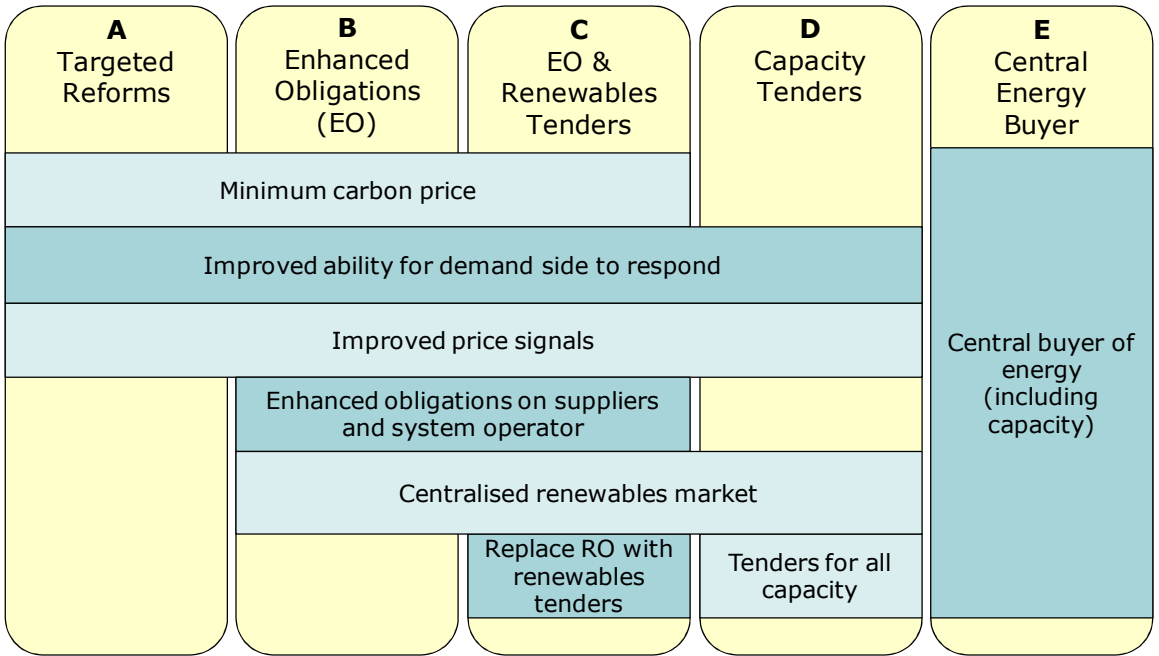 A
Targeted
Reforms
B
Enhanced
Obligations
(EO)
C
EO &
Renewables
Tenders
D
Capacity
Tenders
E
Central
Energy
Buyer
Minimum carbon price
Improved ability for demand side to respond
Improved price signals
Enhanced obligations on suppliers
and system operator
Centralised renewables market
Replace RO with
renewables
tenders
Tenders for all
capacity
Central buyer of
energy
(including
capacity)